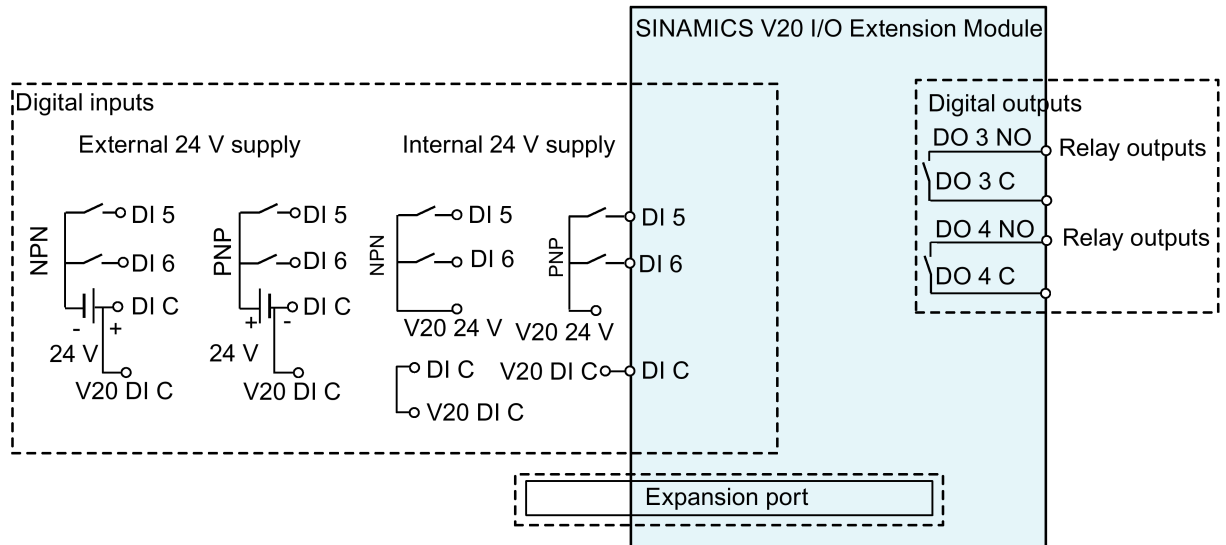 SINAMICS V20 I/O Extension Module
Digital inputs
External 24 V supply
Internal 24 V supply
NPN
DI 5
DI 6
DI C
- +
24 V
V20 DI C
PNP
DI 5
DI 6
DI C
+ -
24 V
V20 DI C
NPN
DI 5
DI 6
V20 24 V
DI C
V20 DI C
PNP
DI 5
DI 6
V20 24 V
V20 DI C
DI C
Digital outputs
DO 3 NO
Relay outputs
DO 3 C
DO 4 NO
Relay outputs
DO 4 C
Expansion port